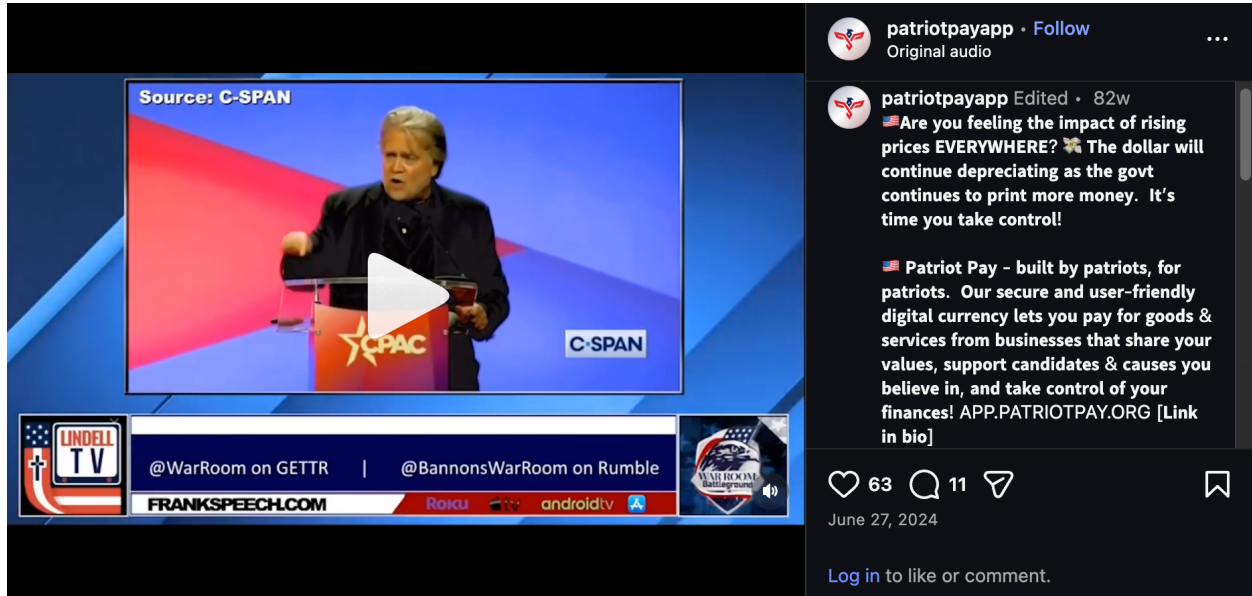 Source: C-SPAN
CPAC
C-SPAN
LINDELL
TV
@WarRoom on GETTR | @BannonsWarRoom on Rumble
FRANKSPEECH.COM
Roku
tv
androidtv
WAR ROOM
Battleground
patriotpayapp • Follow
Original audio
patriotpayapp Edited • 82w
🇺🇸Are you feeling the impact of rising
prices EVERYWHERE? 💸 The dollar will
continue depreciating as the govt
continues to print more money. It's
time you take control!
🇺🇸 Patriot Pay - built by patriots, for
patriots. Our secure and user-friendly
digital currency lets you pay for goods &
services from businesses that share your
values, support candidates & causes you
believe in, and take control of your
finances! APP.PATRIOTPAY.ORG [Link
in bio]
63 11
June 27, 2024
Log in to like or comment.